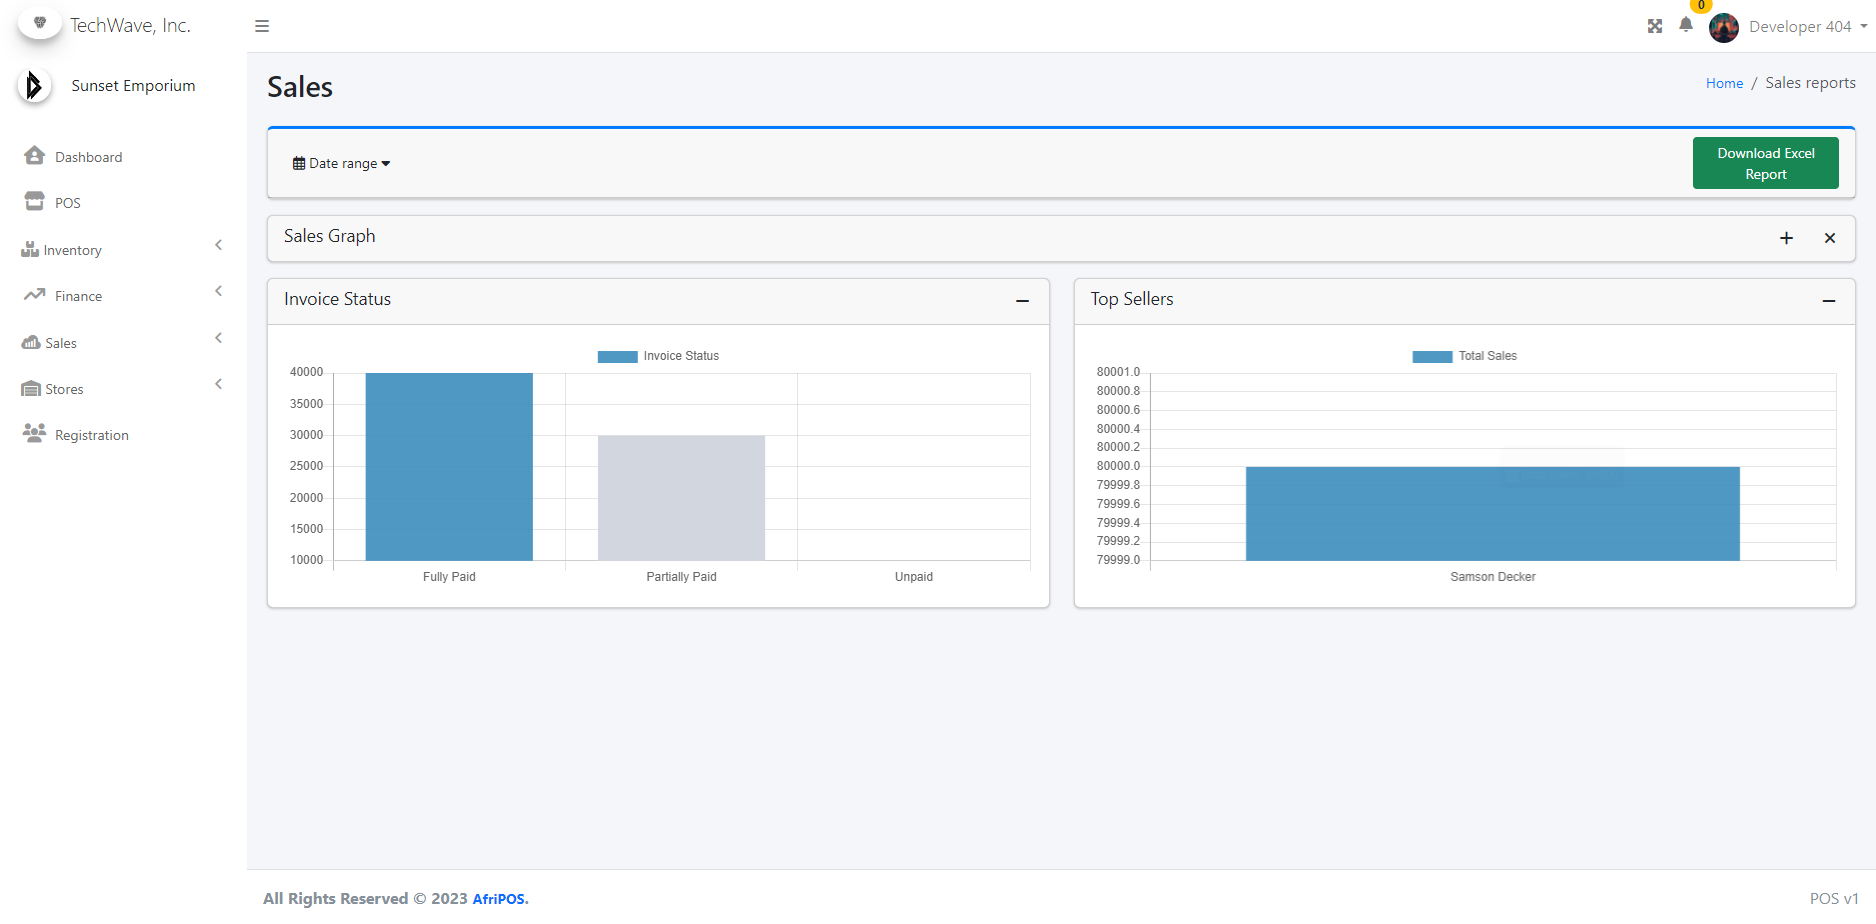 TechWave, Inc.
0
Developer 404
Sunset Emporium
Sales
Home / Sales reports
Dashboard
POS
Inventory
Finance
Sales
Stores
Registration
Date range
Download Excel
Report
Sales Graph
Invoice Status
Invoice Status
40000
35000
30000
25000
20000
15000
10000
Fully Paid Partially Paid Unpaid
Top Sellers
Total Sales
80001.0
80000.8
80000.6
80000.4
80000.2
80000.0
79999.8
79999.6
79999.4
79999.2
79999.0
Samson Decker
All Rights Reserved © 2023 AfriPOS.
POS v1